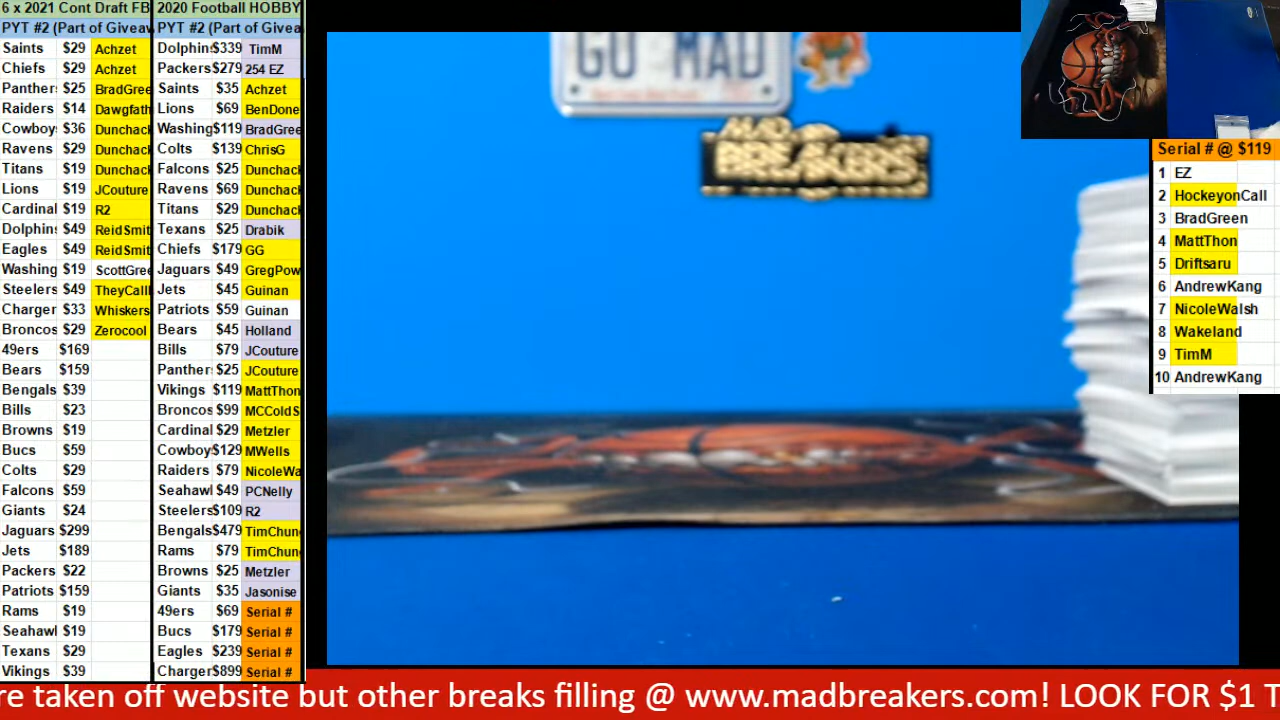 6 x 2021 Cont Draft FB
PYT #2 (Part of Giveav
Saints $29 Achzet
Chiefs $29 Achzet
Panther: $25 BradGree
Raiders $14 Dawgfath
Cowboy: $36 Dunchack
Ravens $29 Dunchack
Titans $19 Dunchack
Lions $19 JCouture
Cardinal $19 R2
Dolphin: $49 ReidSmit
Eagles $49 ReidSmit
Washing $19 ScottGree
Steelers $49 TheyCalll
Charger $33 Whiskers
Broncos $29 Zerocool
49ers $169
Bears $159
Bengals $39
Bills $23
Browns $19
Bucs $59
Colts $29
Falcons $59
Giants $24
Jaguars $299
Jets $189
Packers $22
Patriots $159
Rams $19
Seahawl $19
Texans $29
Vikings $39
2020 Football HOBBY
PYT #2 (Part of Givea
Dolphin: $339 TimM
Packers $279 254 EZ
Saints $35 Achzet
Lions $69 BenDone
Washing $119 BradGree
Colts $139 ChrisG
Falcons $25 Dunchack
Ravens $69 Dunchack
Titans $29 Dunchack
Texans $25 Drabik
Chiefs $179 GG
Jaguars $49 GregPow
Jets $45 Guinan
Patriots $59 Guinan
Bears $45 Holland
Bills $79 JCouture
Panther: $25 JCouture
Vikings $119 MattThon
Broncos $99 MCColdS
Cardinal $29 Metzler
Cowboy: $129 MWells
Raiders $79 NicoleWa
Seahawl $49 PCNelly
Steelers $109 R2
Bengals $479 TimChung
Rams $79 TimChung
Browns $25 Metzler
Giants $35 Jasonise
49ers $69 Serial #
Bucs $179 Serial #
Eagles $239 Serial #
Charger $899 Serial #
GO MAD
MAD
BREAKERS
Serial # @ $119
1 EZ
2 HockeyonCall
3 BradGreen
4 MattThon
5 Driftsaru
6 AndrewKang
7 NicoleWalsh
8 Wakeland
9 TimM
10 AndrewKang
re taken off website but other breaks filling @ www.madbreakers.com! LOOK FOR $1 T